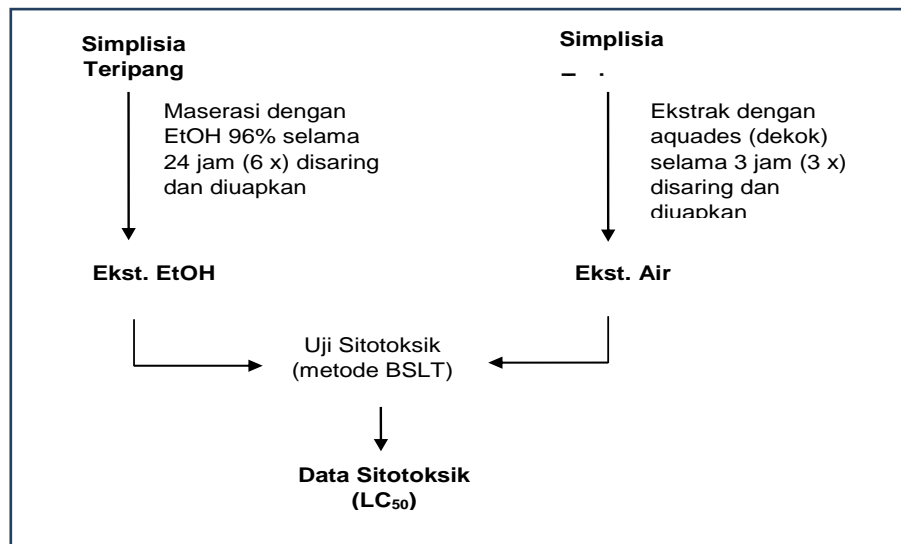 Simplisia
Teripang
Maserasi dengan
EtOH 96% selama
24 jam (6 x) disaring
dan diuapkan
Ekst. EtOH
Simplisia
Ekstrak dengan
aquades (dekok)
selama 3 jam (3 x)
disaring dan
diuapkan
Ekst. Air
Uji Sitotoksik
(metode BSLT)
Data Sitotoksik
(LC₅₀)